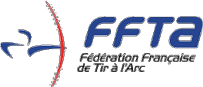 FFTA
Fédération Française
de Tir à l'Arc